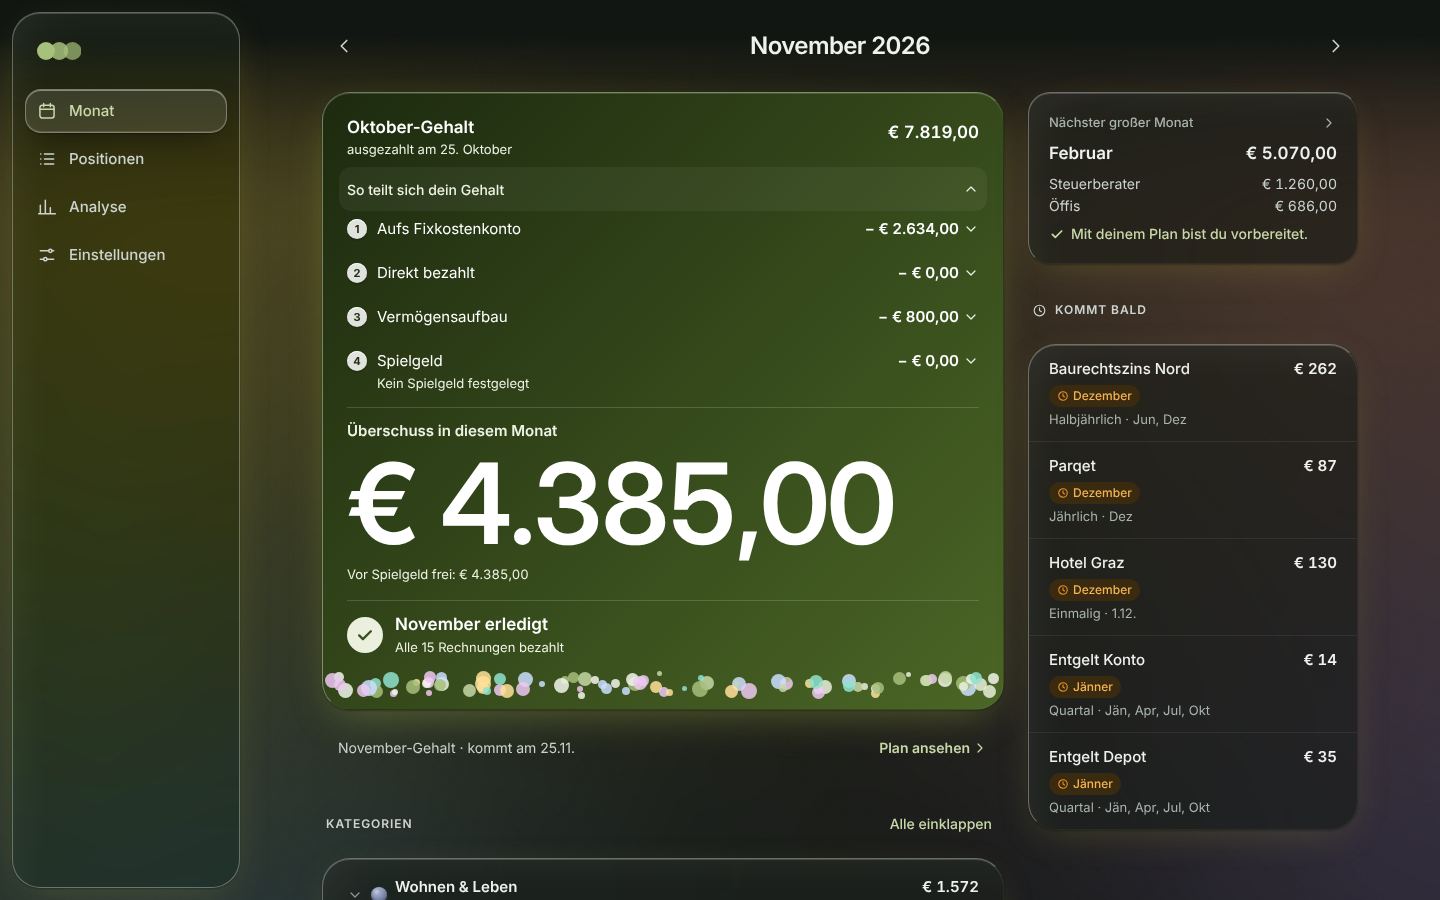 Monat
Positionen
Analyse
Einstellungen
November 2026
Oktober-Gehalt
€ 7.819,00
ausgezahlt am 25. Oktober
So teilt sich dein Gehalt
1 Aufs Fixkostenkonto – € 2.634,00
2 Direkt bezahlt – € 0,00
3 Vermögensaufbau – € 800,00
4 Spielgeld – € 0,00
Kein Spielgeld festgelegt
Überschuss in diesem Monat
€ 4.385,00
Vor Spielgeld frei: € 4.385,00
November erledigt
Alle 15 Rechnungen bezahlt
November-Gehalt · kommt am 25.11.
Plan ansehen
KATEGORIEN
Alle einklappen
Wohnen & Leben € 1.572
Nächster großer Monat
Februar € 5.070,00
Steuerberater € 1.260,00
Öffis € 686,00
Mit deinem Plan bist du vorbereitet.
KOMMT BALD
Baurechtszins Nord € 262
Dezember
Halbjährlich · Jun, Dez
Parqet € 87
Dezember
Jährlich · Dez
Hotel Graz € 130
Dezember
Einmalig · 1.12.
Entgelt Konto € 14
Jänner
Quartal · Jän, Apr, Jul, Okt
Entgelt Depot € 35
Jänner
Quartal · Jän, Apr, Jul, Okt